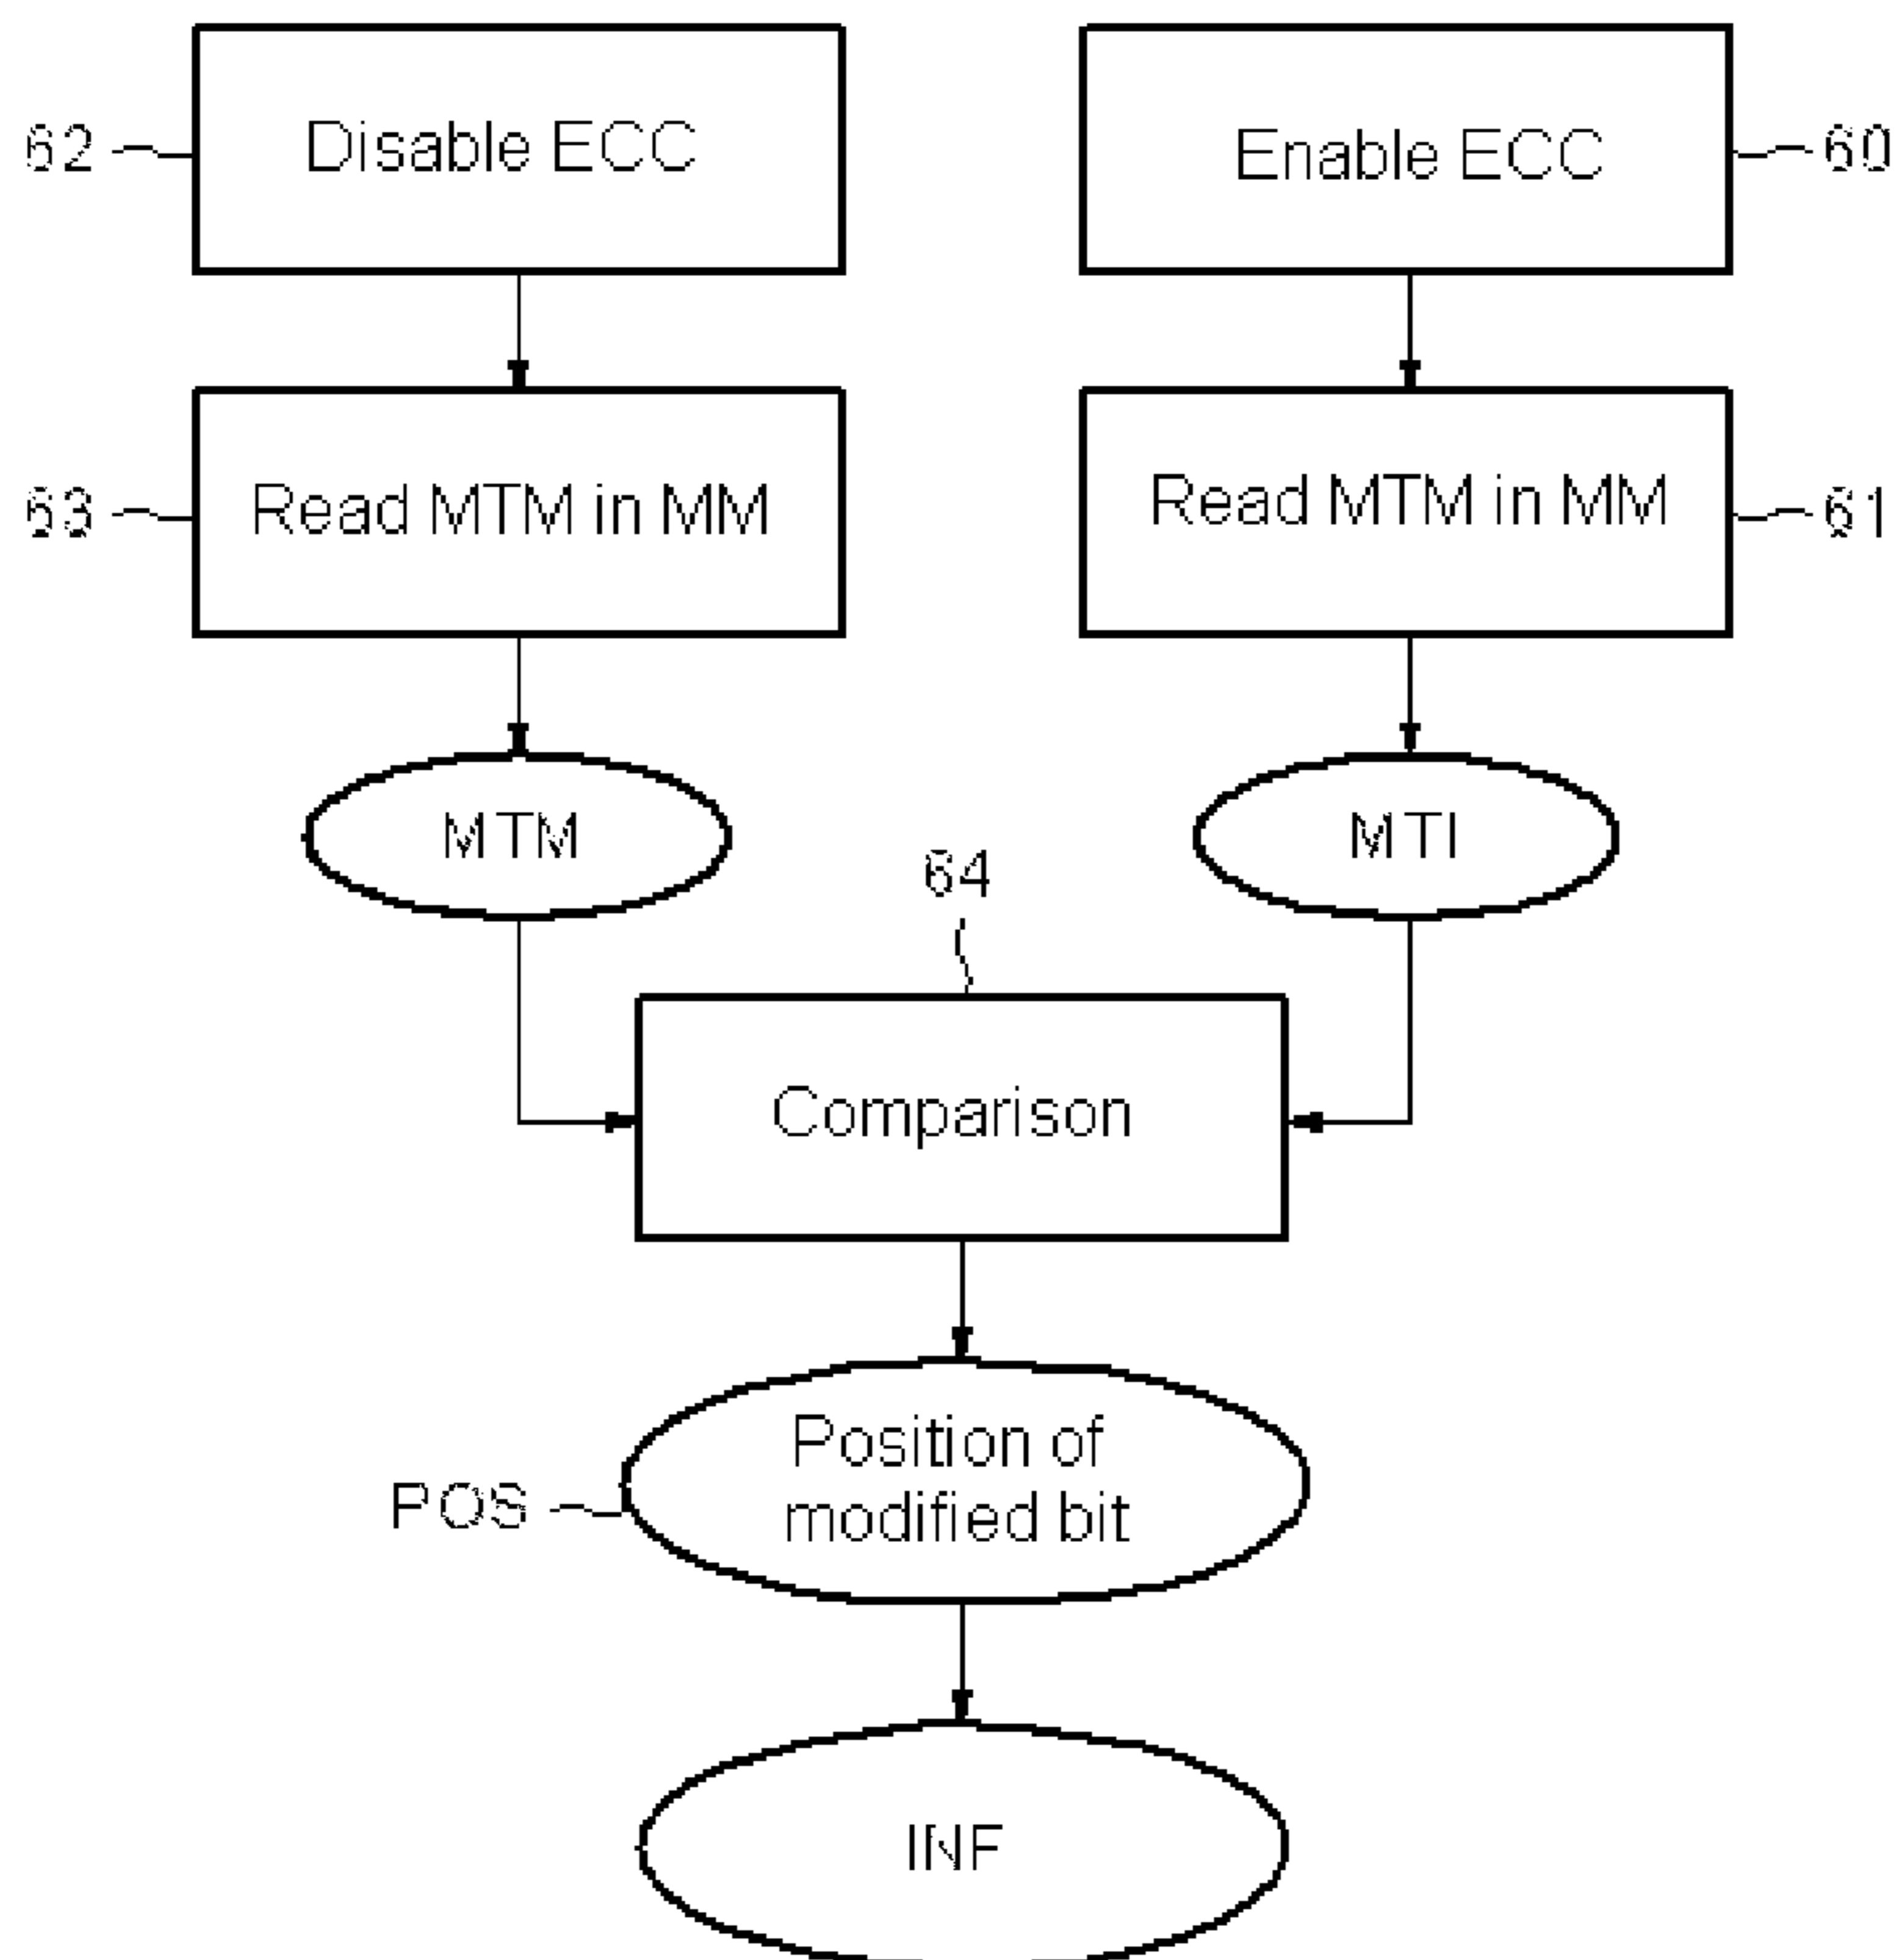 62
Disable ECC
Enable ECC
60
63
Read MTM in MM
Read MTM in MM
61
MTM
MTI
64
Comparison
Position of
modified bit
POS
INF